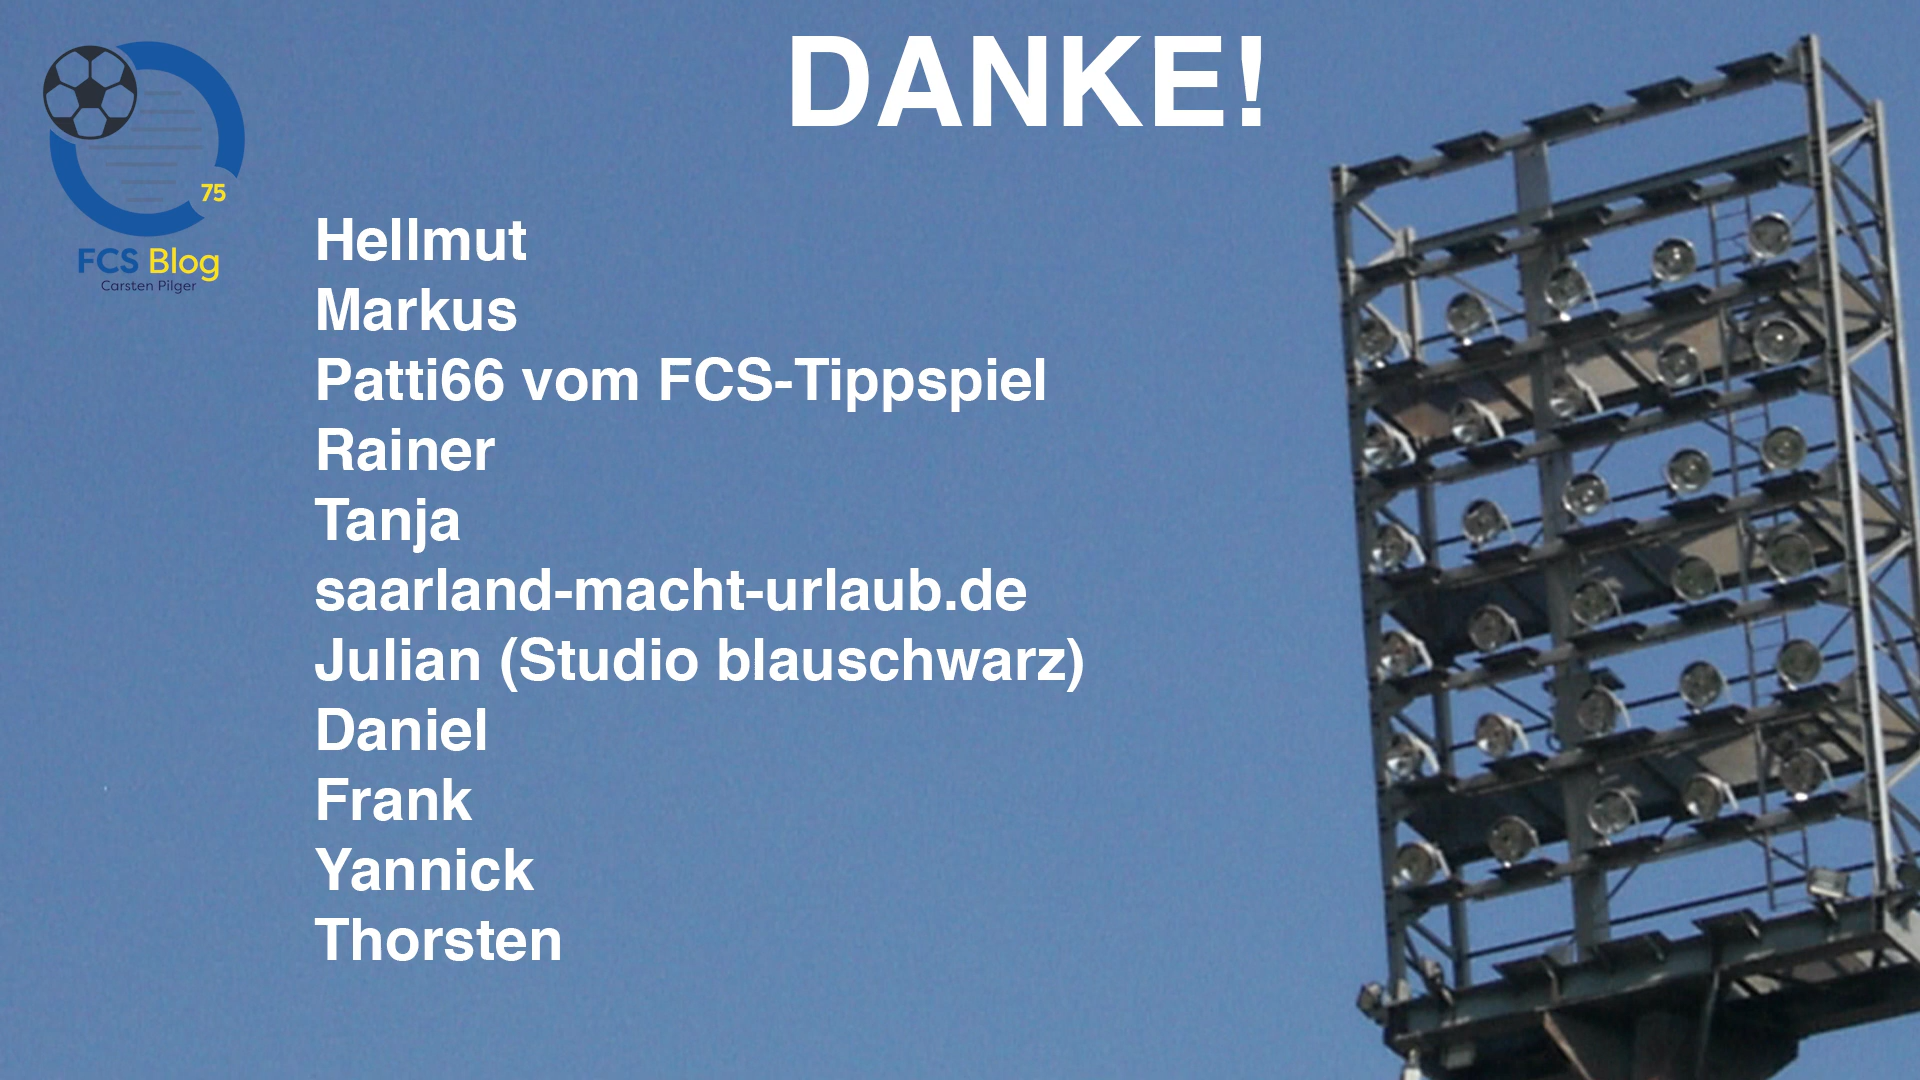 DANKE!
75
FCS Blog
Carsten Pilger
Hellmut
Markus
Patti66 vom FCS-Tippspiel
Rainer
Tanja
saarland-macht-urlaub.de
Julian (Studio blauschwarz)
Daniel
Frank
Yannick
Thorsten